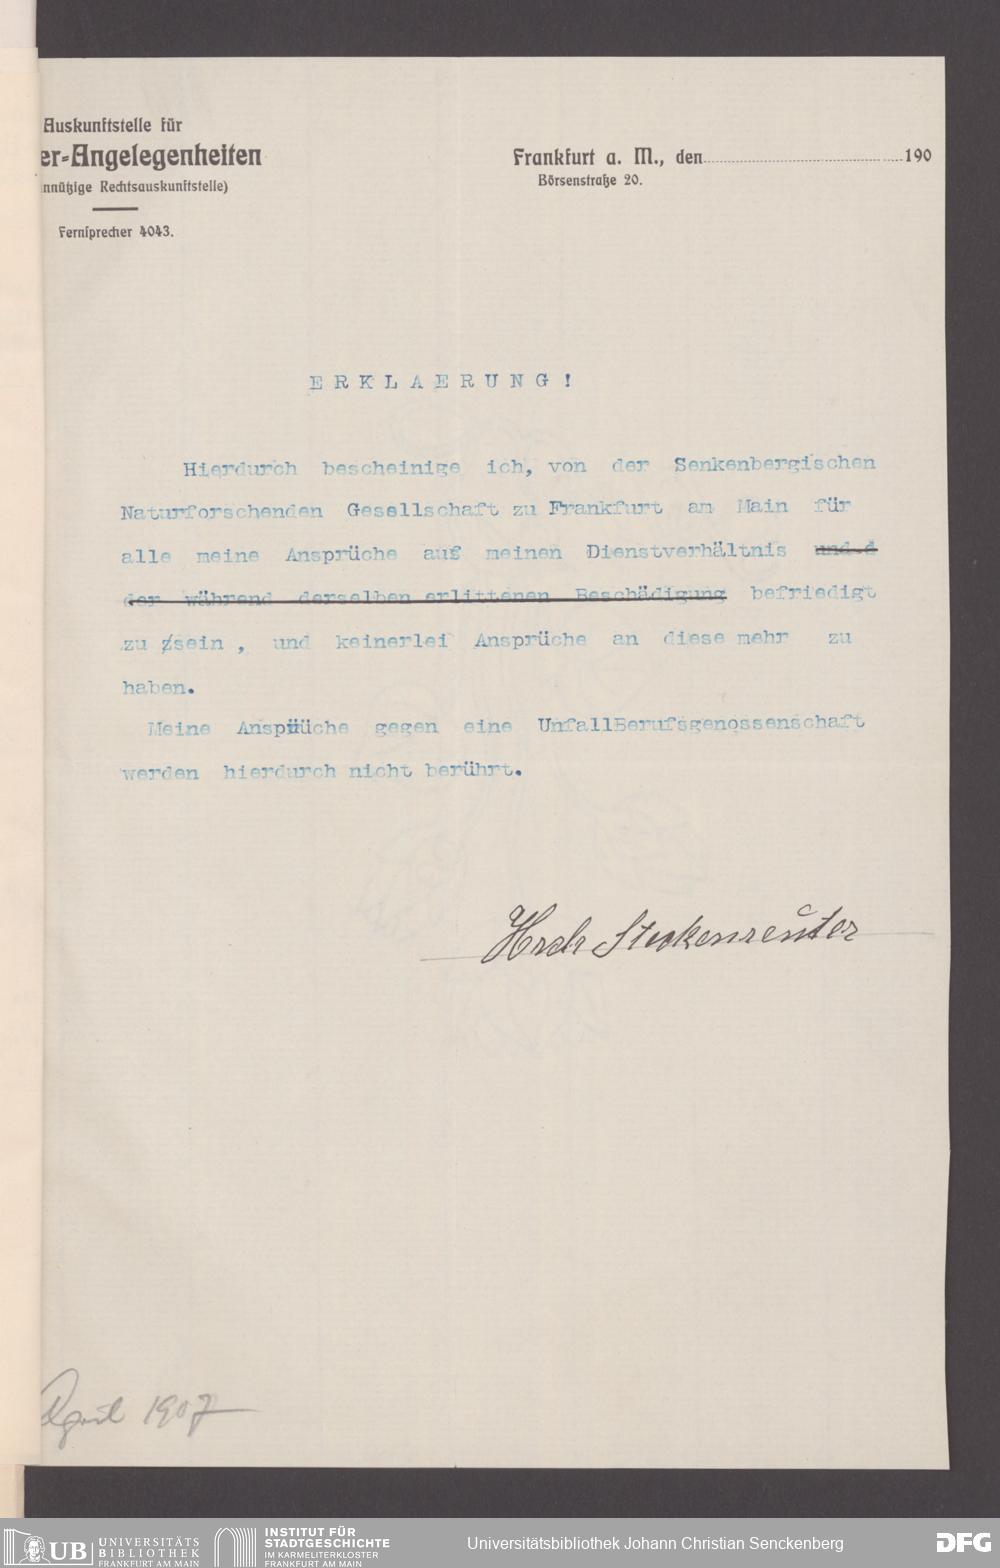 Auskunftstelle für
er-Angelegenheiten
nnützige Rechtsauskunftstelle)
Fernsprecher 4043.
Frankfurt a. M., den 190
Börsenstraße 20.
ERKLAERUNG!
Hierdurch bescheinige ich, von der Senkenbergischen
Naturforschenden Gesellschaft zu Frankfurt am Main für
alle meine Ansprüche auf meinen Dienstverhältnis und d
der während derselben erlittenen Beschädigung befriedigt
zu sein , und keinerlei Ansprüche an diese mehr zu
haben.
Meine Ansprüche gegen eine UnfallBerufsgenossenschaft
werden hierdurch nicht berührt.
Hrch Steckenreuter
April 1907
UB UNIVERSITÄTS
BIBLIOTHEK
FRANKFURT AM MAIN
INSTITUT FÜR
STADTGESCHICHTE
IM KARMELITERKLOSTER
FRANKFURT AM MAIN
Universitätsbibliothek Johann Christian Senckenberg
DFG